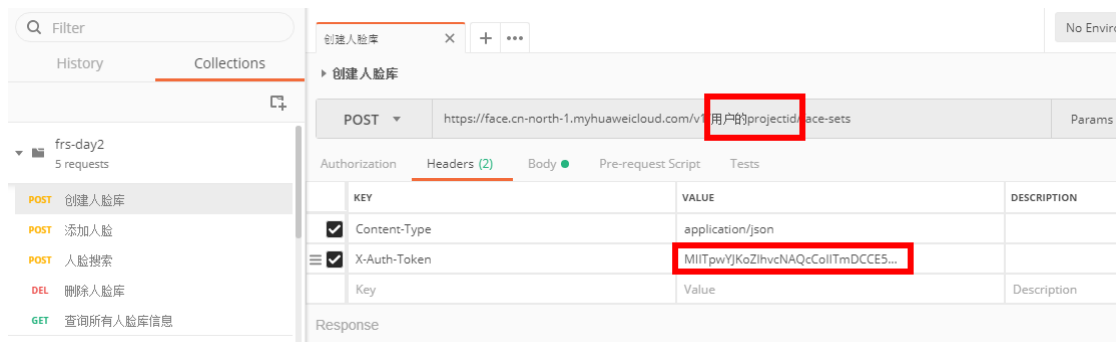 Filter
History Collections
frs-day2
5 requests
POST 创建人脸库
POST 添加人脸
POST 人脸搜索
DEL 删除人脸库
GET 查询所有人脸库信息
创建人脸库
No Enviro
创建人脸库
POST https://face.cn-north-1.myhuaweicloud.com/v1/用户的projectid/face-sets Params
Authorization Headers (2) Body Pre-request Script Tests
KEY VALUE DESCRIPTION
Content-Type application/json
X-Auth-Token MIITpwYJKoZIhvcNAQcCoIITmDCCE5...
Key Value Description
Response